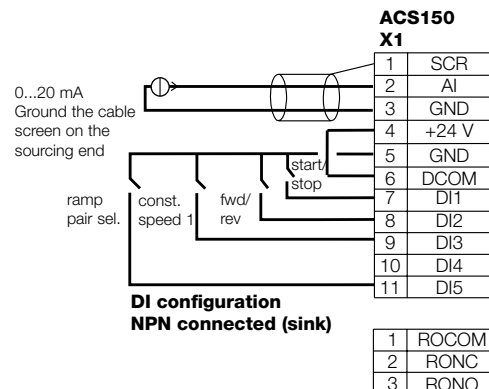 ACS150
X1
1 SCR
2 AI
3 GND
4 +24 V
5 GND
6 DCOM
7 DI1
8 DI2
9 DI3
10 DI4
11 DI5
0...20 mA
Ground the cable
screen on the
sourcing end
start/
stop
ramp
pair sel.
const.
speed 1
fwd/
rev
DI configuration
NPN connected (sink)
1 ROCOM
2 RONC
3 RONO